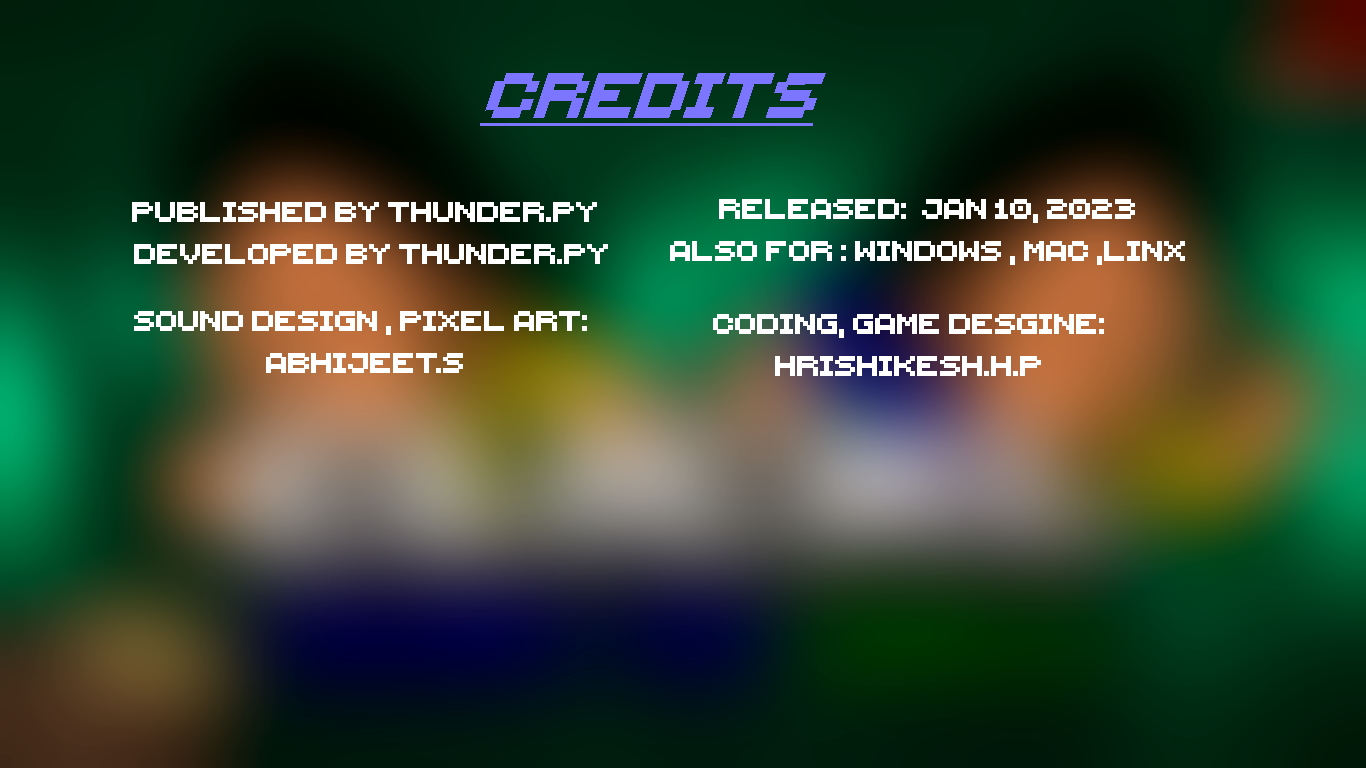 CREDITS
PUBLISHED BY THUNDER.PY
DEVELOPED BY THUNDER.PY
SOUND DESIGN , PIXEL ART:
ABHIJEET.S
RELEASED: JAN 10, 2023
ALSO FOR : WINDOWS , MAC ,LINX
CODING, GAME DESGINE:
HRISHIKESH.H.P